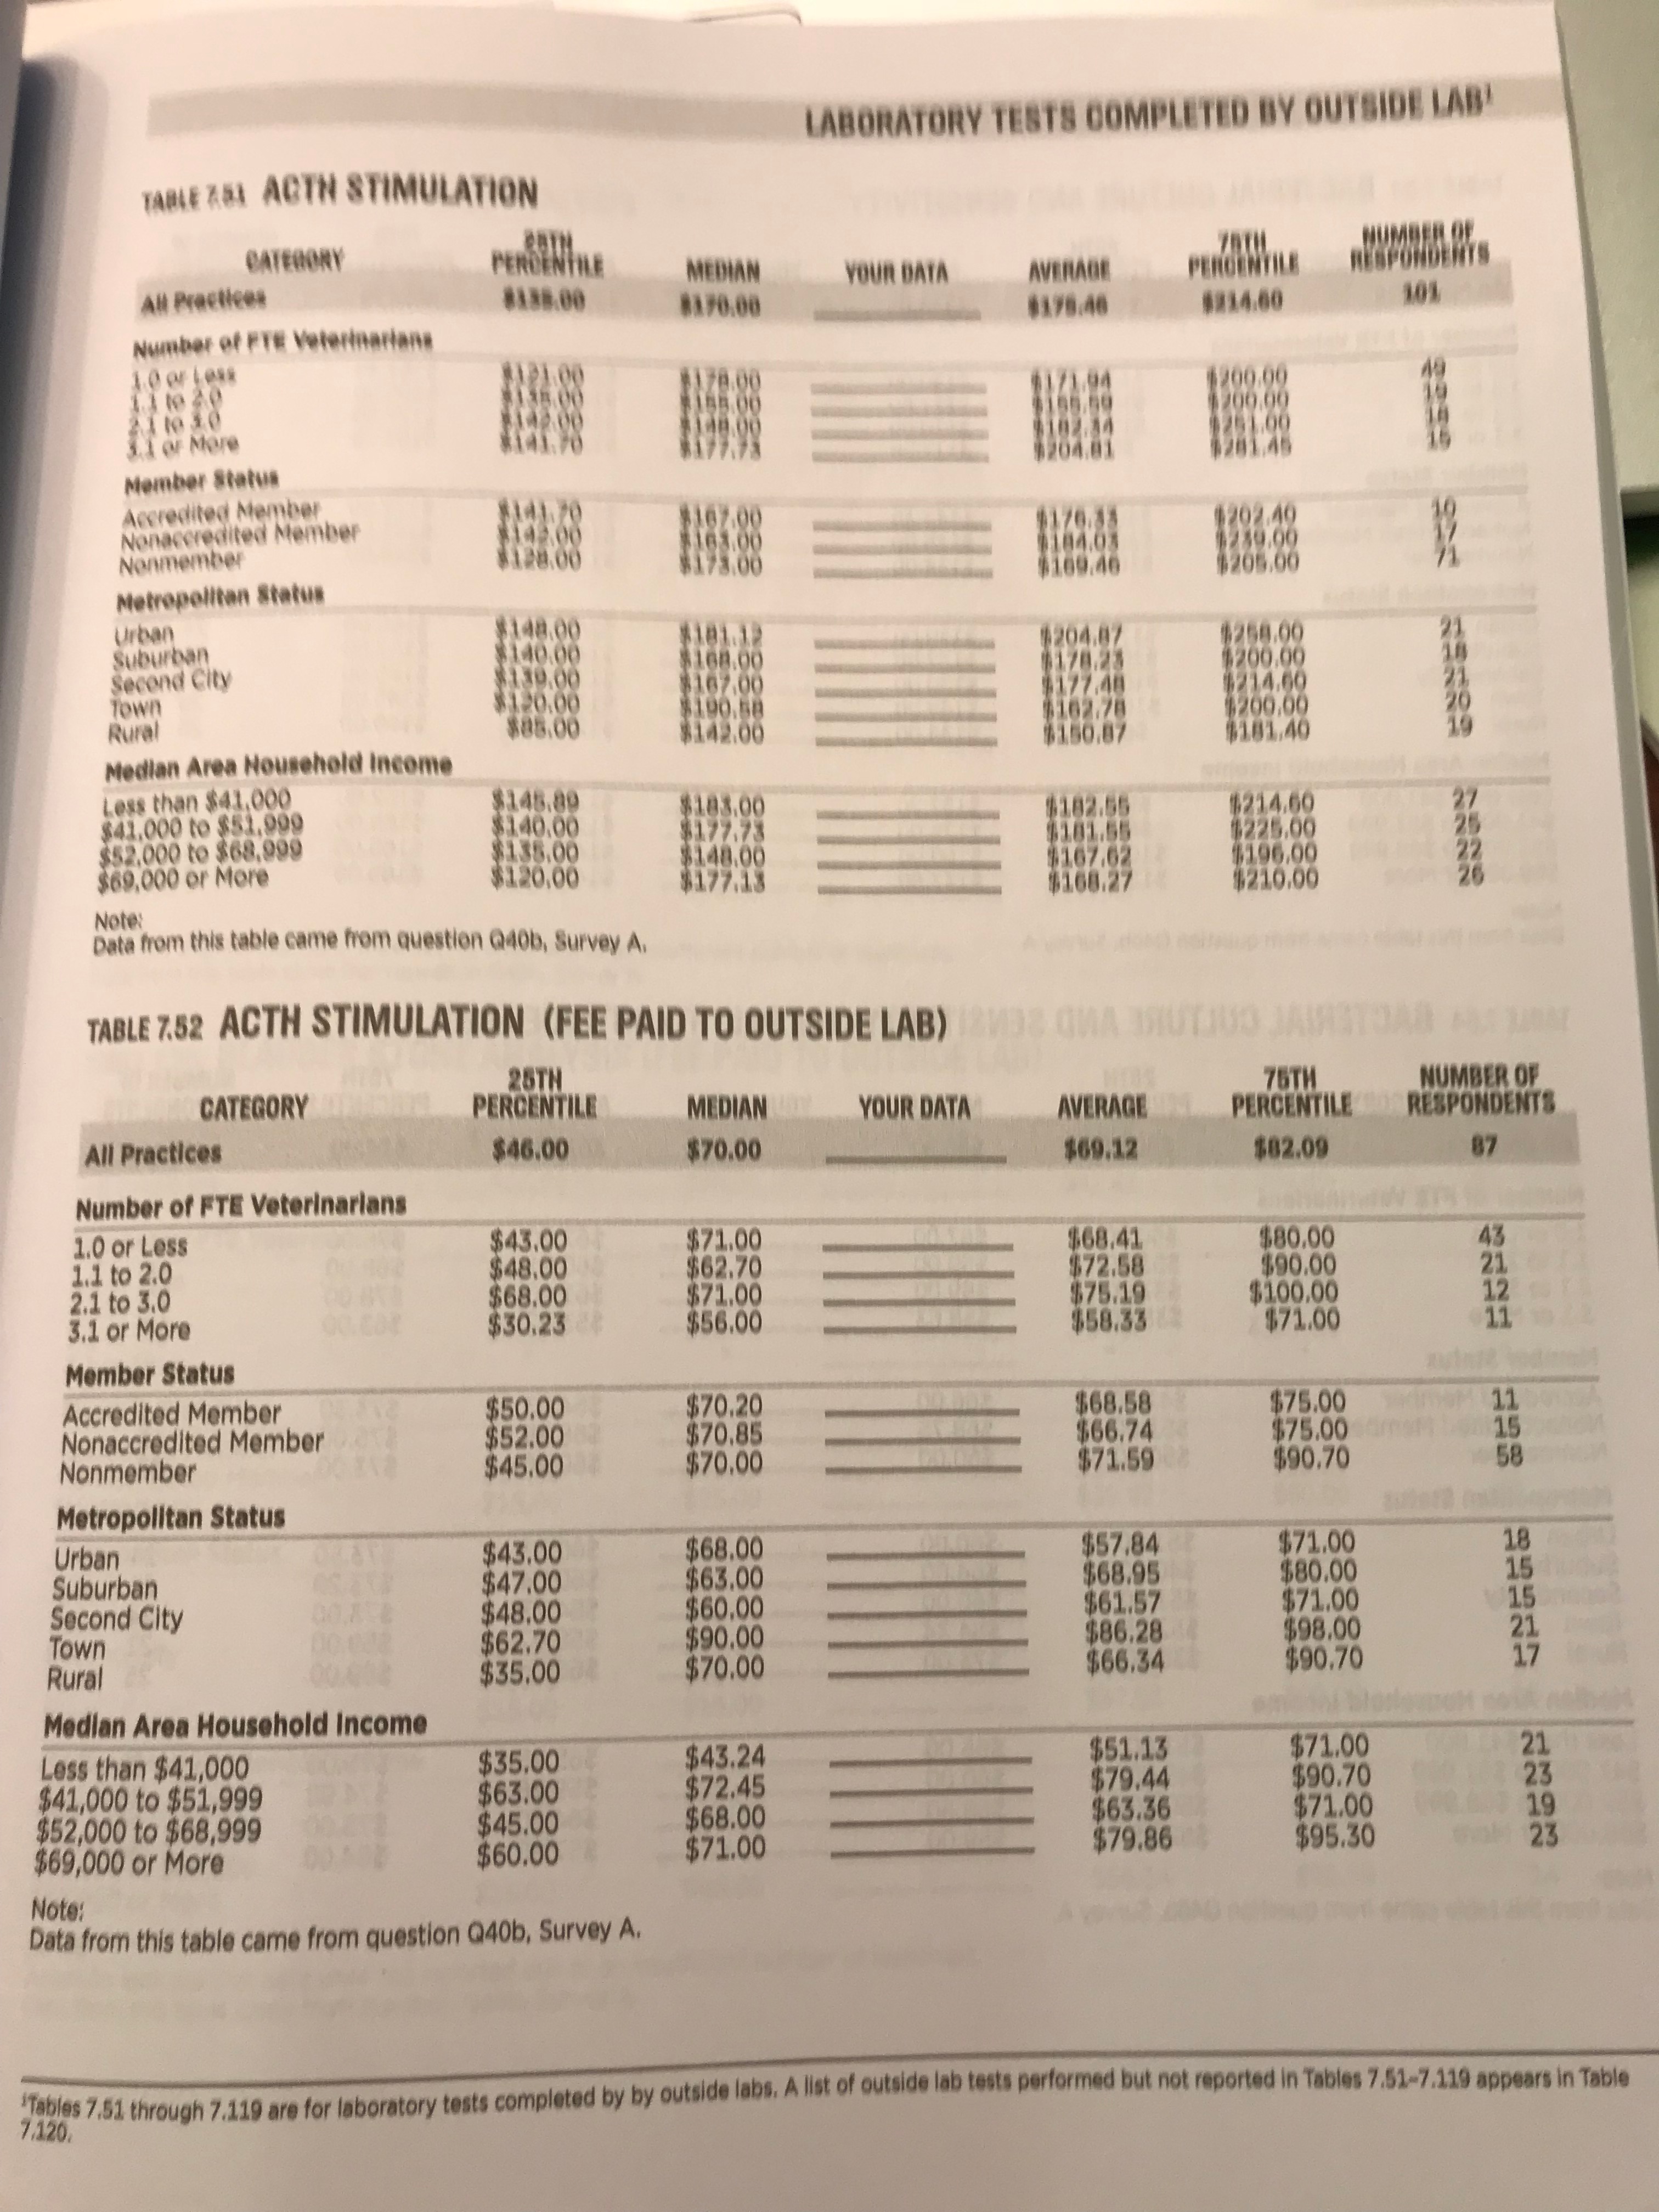 LABORATORY TESTS COMPLETED BY OUTSIDE LAB¹
TABLE 7.51 ACTH STIMULATION
CATEGORY 25TH PERCENTILE MEDIAN YOUR DATA AVERAGE 75TH PERCENTILE NUMBER OF RESPONDENTS
All Practices $135.00 $170.00 $214.60 101
Number of FTE Veterinarians
1.0 or Less $121.00 $178.00 $171.94 $200.00 49
1.1 to 2.0 $135.00 $155.00 $200.00 19
2.1 to 3.0 $142.00 $148.00 $182.34 $251.00 18
3.1 or More $141.70 $177.73 $204.81 $281.45 15
Member Status
Accredited Member $141.70 $167.00 $176.33 $202.40 10
Nonaccredited Member $142.00 $163.00 $184.03 $239.00 17
Nonmember $128.00 $173.00 $169.46 $205.00 71
Metropolitan Status
Urban $148.00 $181.12 $204.87 $258.00 21
Suburban $140.00 $168.00 $178.23 $200.00 18
Second City $139.00 $167.00 $177.48 $214.60 21
Town $120.00 $190.58 $162.78 $200.00 20
Rural $85.00 $142.00 $150.87 $181.40 19
Median Area Household Income
Less than $41,000 $145.89 $183.00 $182.55 $214.60 27
$41,000 to $51,999 $140.00 $177.73 $181.55 $225.00 25
$52,000 to $68,999 $135.00 $148.00 $167.62 $196.00 22
$69,000 or More $120.00 $177.13 $168.27 $210.00 26
Note:
Data from this table came from question Q40b, Survey A.
TABLE 7.52 ACTH STIMULATION (FEE PAID TO OUTSIDE LAB)
CATEGORY 25TH PERCENTILE MEDIAN YOUR DATA AVERAGE 75TH PERCENTILE NUMBER OF RESPONDENTS
All Practices $46.00 $70.00 $69.12 $82.09 87
Number of FTE Veterinarians
1.0 or Less $43.00 $71.00 $68.41 $80.00 43
1.1 to 2.0 $48.00 $62.70 $72.58 $90.00 21
2.1 to 3.0 $68.00 $71.00 $75.19 $100.00 12
3.1 or More $30.23 $56.00 $58.33 $71.00 11
Member Status
Accredited Member $50.00 $70.20 $68.58 $75.00 11
Nonaccredited Member $52.00 $70.85 $66.74 $75.00 15
Nonmember $45.00 $70.00 $71.59 $90.70 58
Metropolitan Status
Urban $43.00 $68.00 $57.84 $71.00 18
Suburban $47.00 $63.00 $68.95 $80.00 15
Second City $48.00 $60.00 $61.57 $71.00 15
Town $62.70 $90.00 $86.28 $98.00 21
Rural $35.00 $70.00 $66.34 $90.70 17
Median Area Household Income
Less than $41,000 $35.00 $43.24 $51.13 $71.00 21
$41,000 to $51,999 $63.00 $72.45 $79.44 $90.70 23
$52,000 to $68,999 $45.00 $68.00 $63.36 $71.00 19
$69,000 or More $60.00 $71.00 $79.86 $95.30 23
Note:
Data from this table came from question Q40b, Survey A.
¹Tables 7.51 through 7.119 are for laboratory tests completed by by outside labs. A list of outside lab tests performed but not reported in Tables 7.51–7.119 appears in Table
7.120.